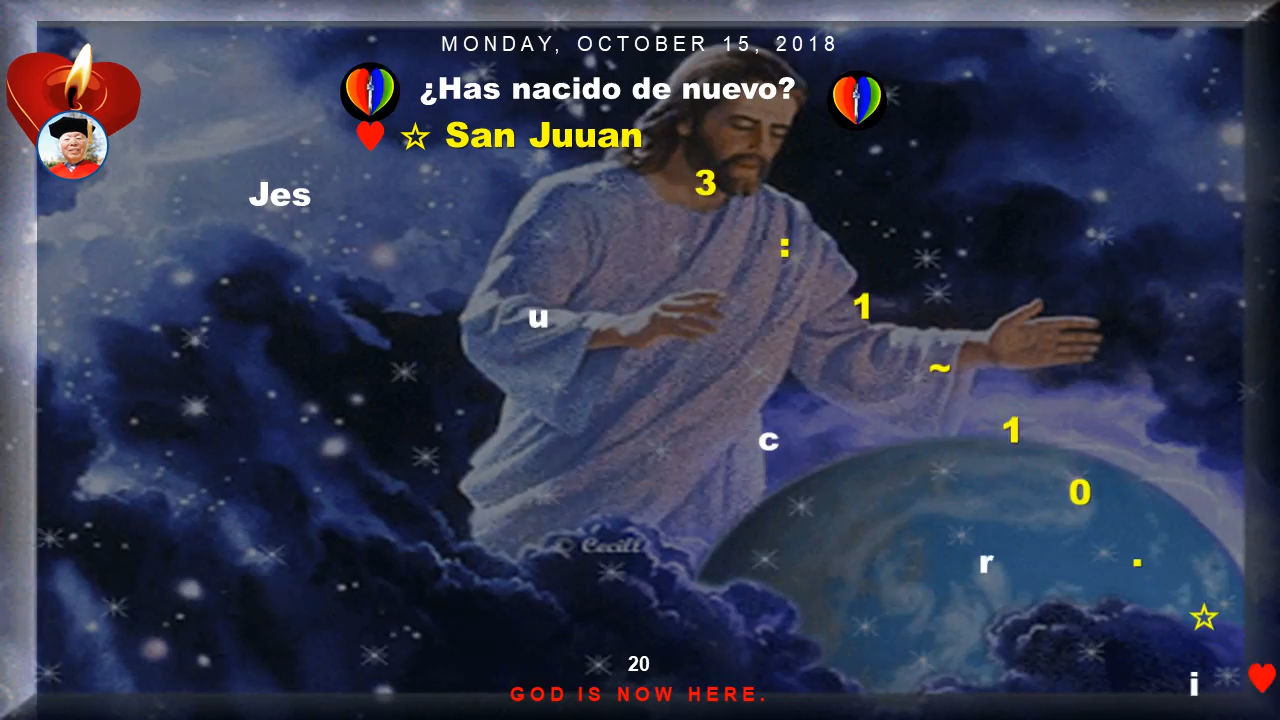 MONDAY, OCTOBER 15, 2018
¿Has nacido de nuevo?
♥ ☆ San Juuan 3 : 1 ~ 1 0 . ☆ ♥
Jes u c r i
© Cecill
20
GOD IS NOW HERE.